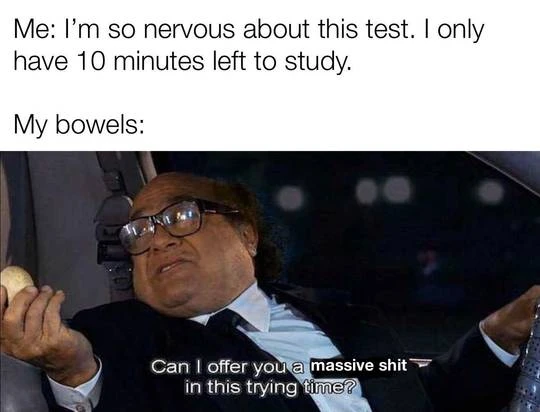 Me: I’m so nervous about this test. I only
have 10 minutes left to study.
My bowels:
Can I offer you a massive shit
in this trying time?